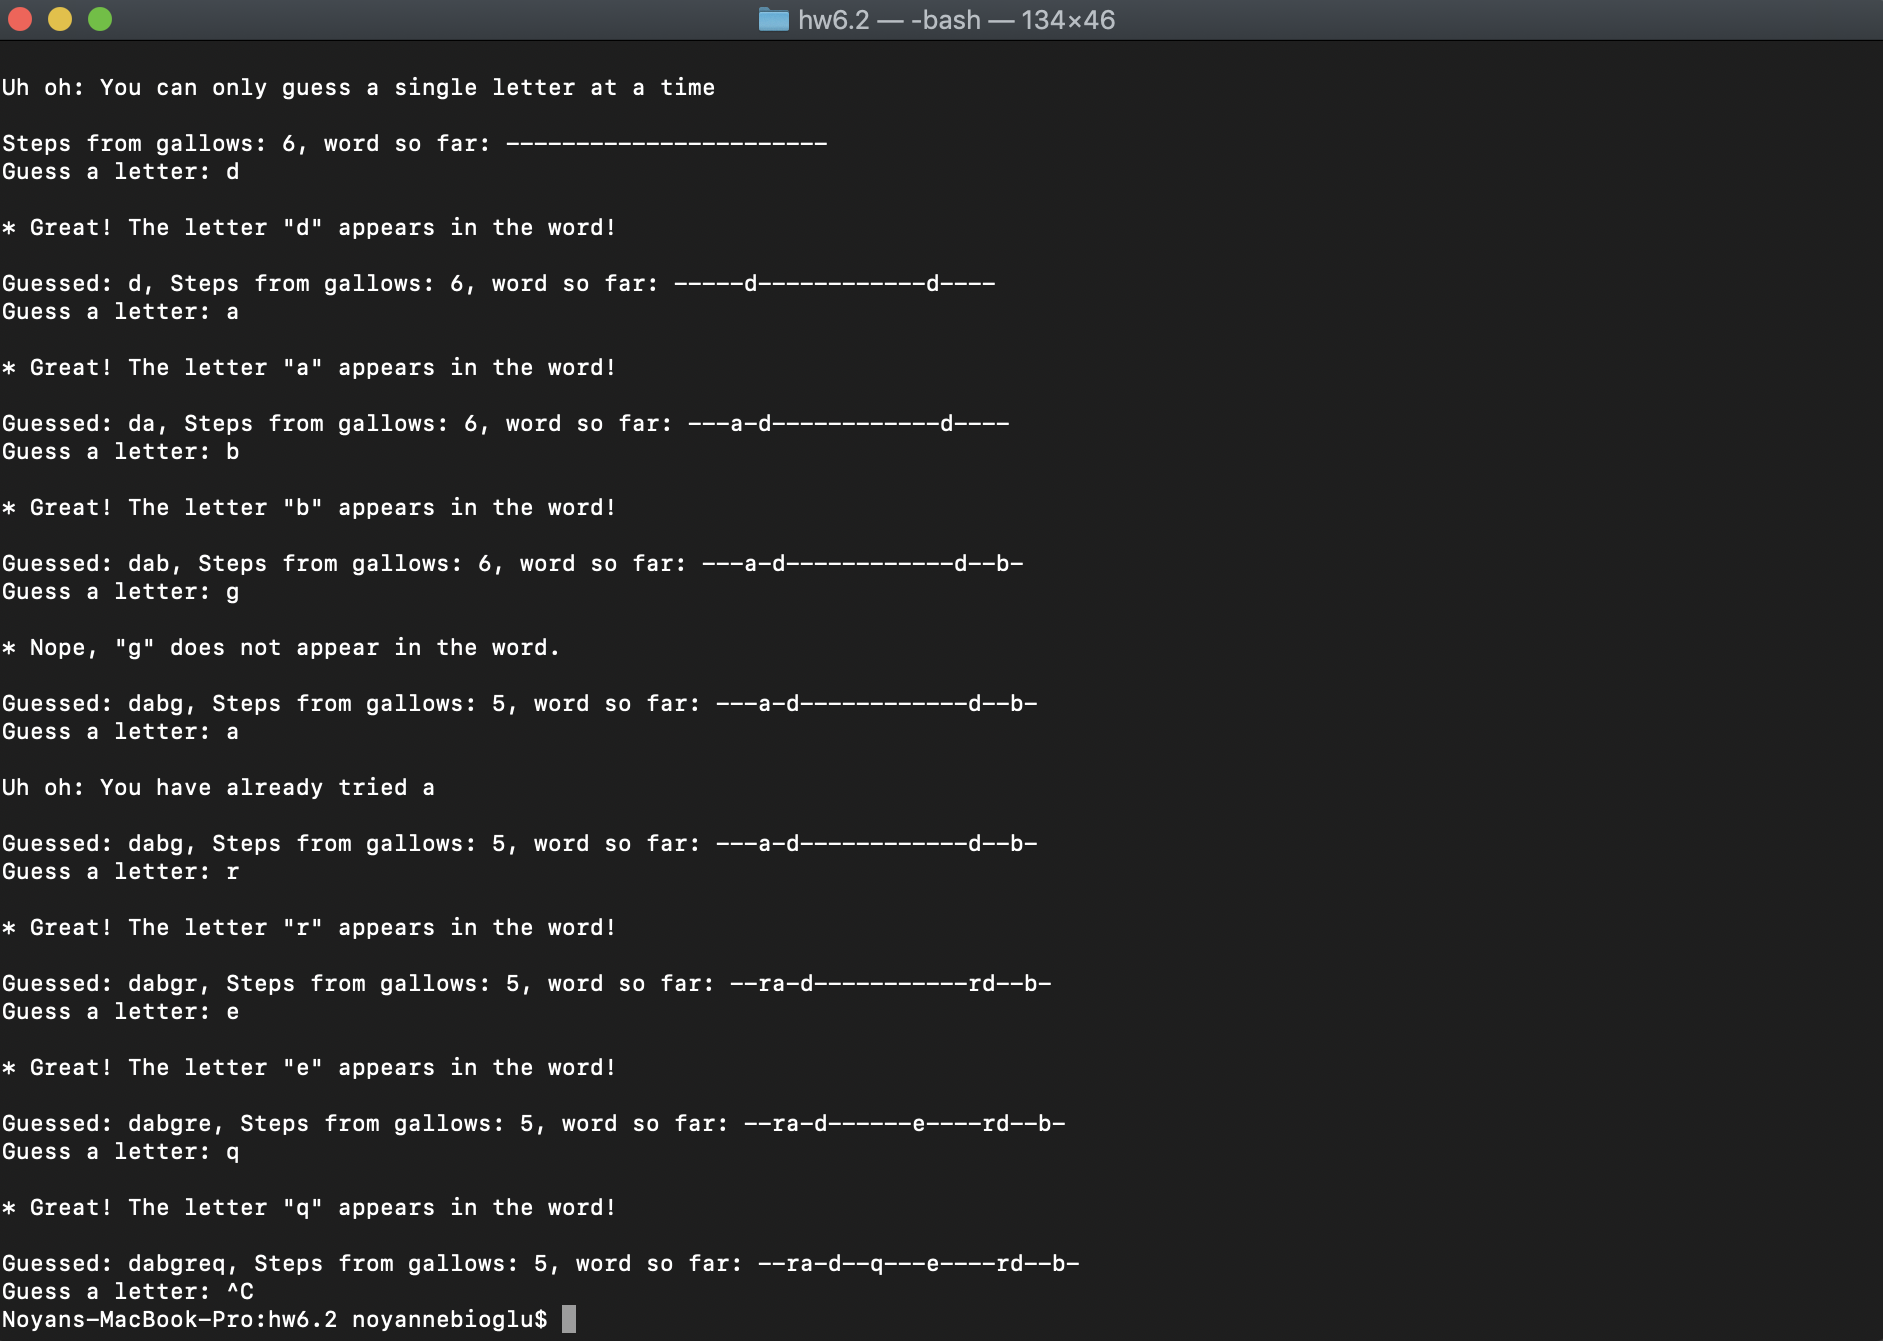 hw6.2 — -bash — 134×46
Uh oh: You can only guess a single letter at a time
Steps from gallows: 6, word so far: -----------------------
Guess a letter: d
* Great! The letter "d" appears in the word!
Guessed: d, Steps from gallows: 6, word so far: -----d------------d----
Guess a letter: a
* Great! The letter "a" appears in the word!
Guessed: da, Steps from gallows: 6, word so far: ---a-d------------d----
Guess a letter: b
* Great! The letter "b" appears in the word!
Guessed: dab, Steps from gallows: 6, word so far: ---a-d------------d--b-
Guess a letter: g
* Nope, "g" does not appear in the word.
Guessed: dabg, Steps from gallows: 5, word so far: ---a-d------------d--b-
Guess a letter: a
Uh oh: You have already tried a
Guessed: dabg, Steps from gallows: 5, word so far: ---a-d------------d--b-
Guess a letter: r
* Great! The letter "r" appears in the word!
Guessed: dabgr, Steps from gallows: 5, word so far: --ra-d-----------rd--b-
Guess a letter: e
* Great! The letter "e" appears in the word!
Guessed: dabgre, Steps from gallows: 5, word so far: --ra-d------e----rd--b-
Guess a letter: q
* Great! The letter "q" appears in the word!
Guessed: dabgreq, Steps from gallows: 5, word so far: --ra-d--q---e----rd--b-
Guess a letter: ^C
Noyans-MacBook-Pro:hw6.2 noyannebioglu$